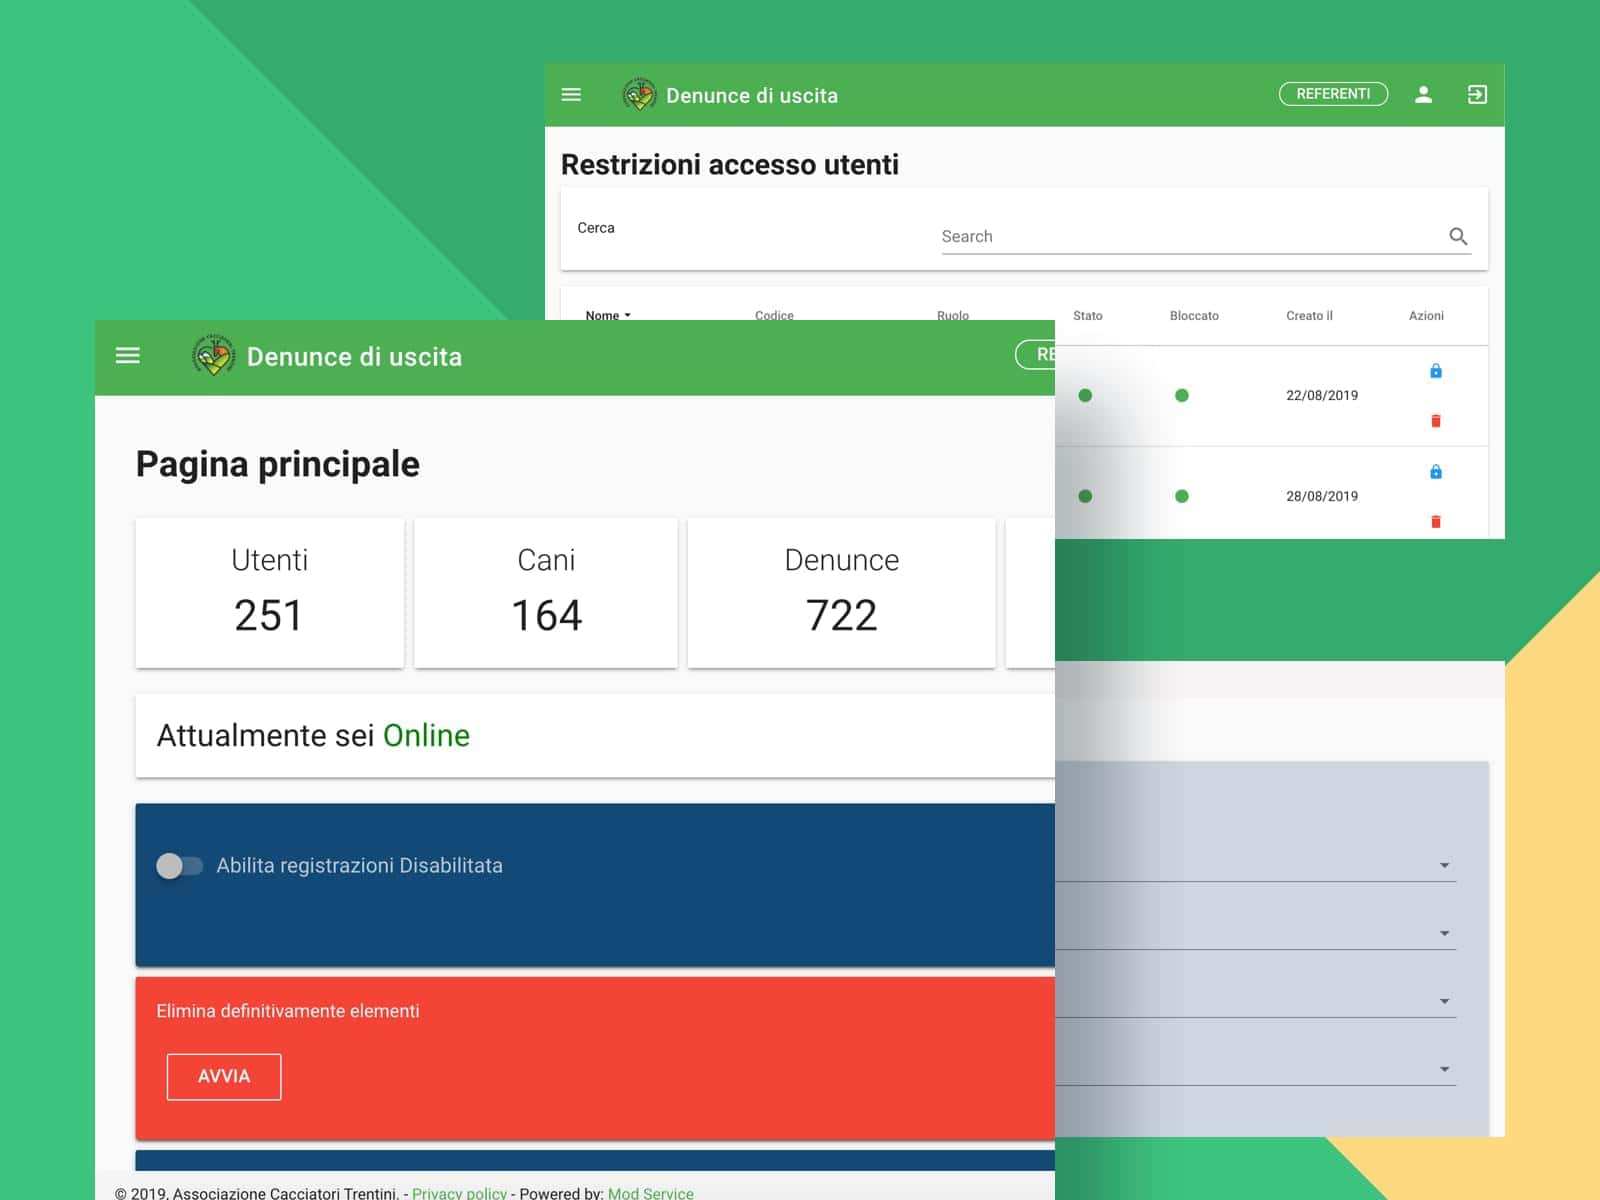 Denunce di uscita
REFERENTI
Restrizioni accesso utenti
Cerca
Search
Nome
Codice
Ruolo
Stato
Bloccato
Creato il
Azioni
22/08/2019
28/08/2019
Denunce di uscita
Pagina principale
Utenti
251
Cani
164
Denunce
722
Attualmente sei Online
Abilita registrazioni Disabilitata
Elimina definitivamente elementi
AVVIA
© 2019, Associazione Cacciatori Trentini. - Privacy policy - Powered by: Mod Service